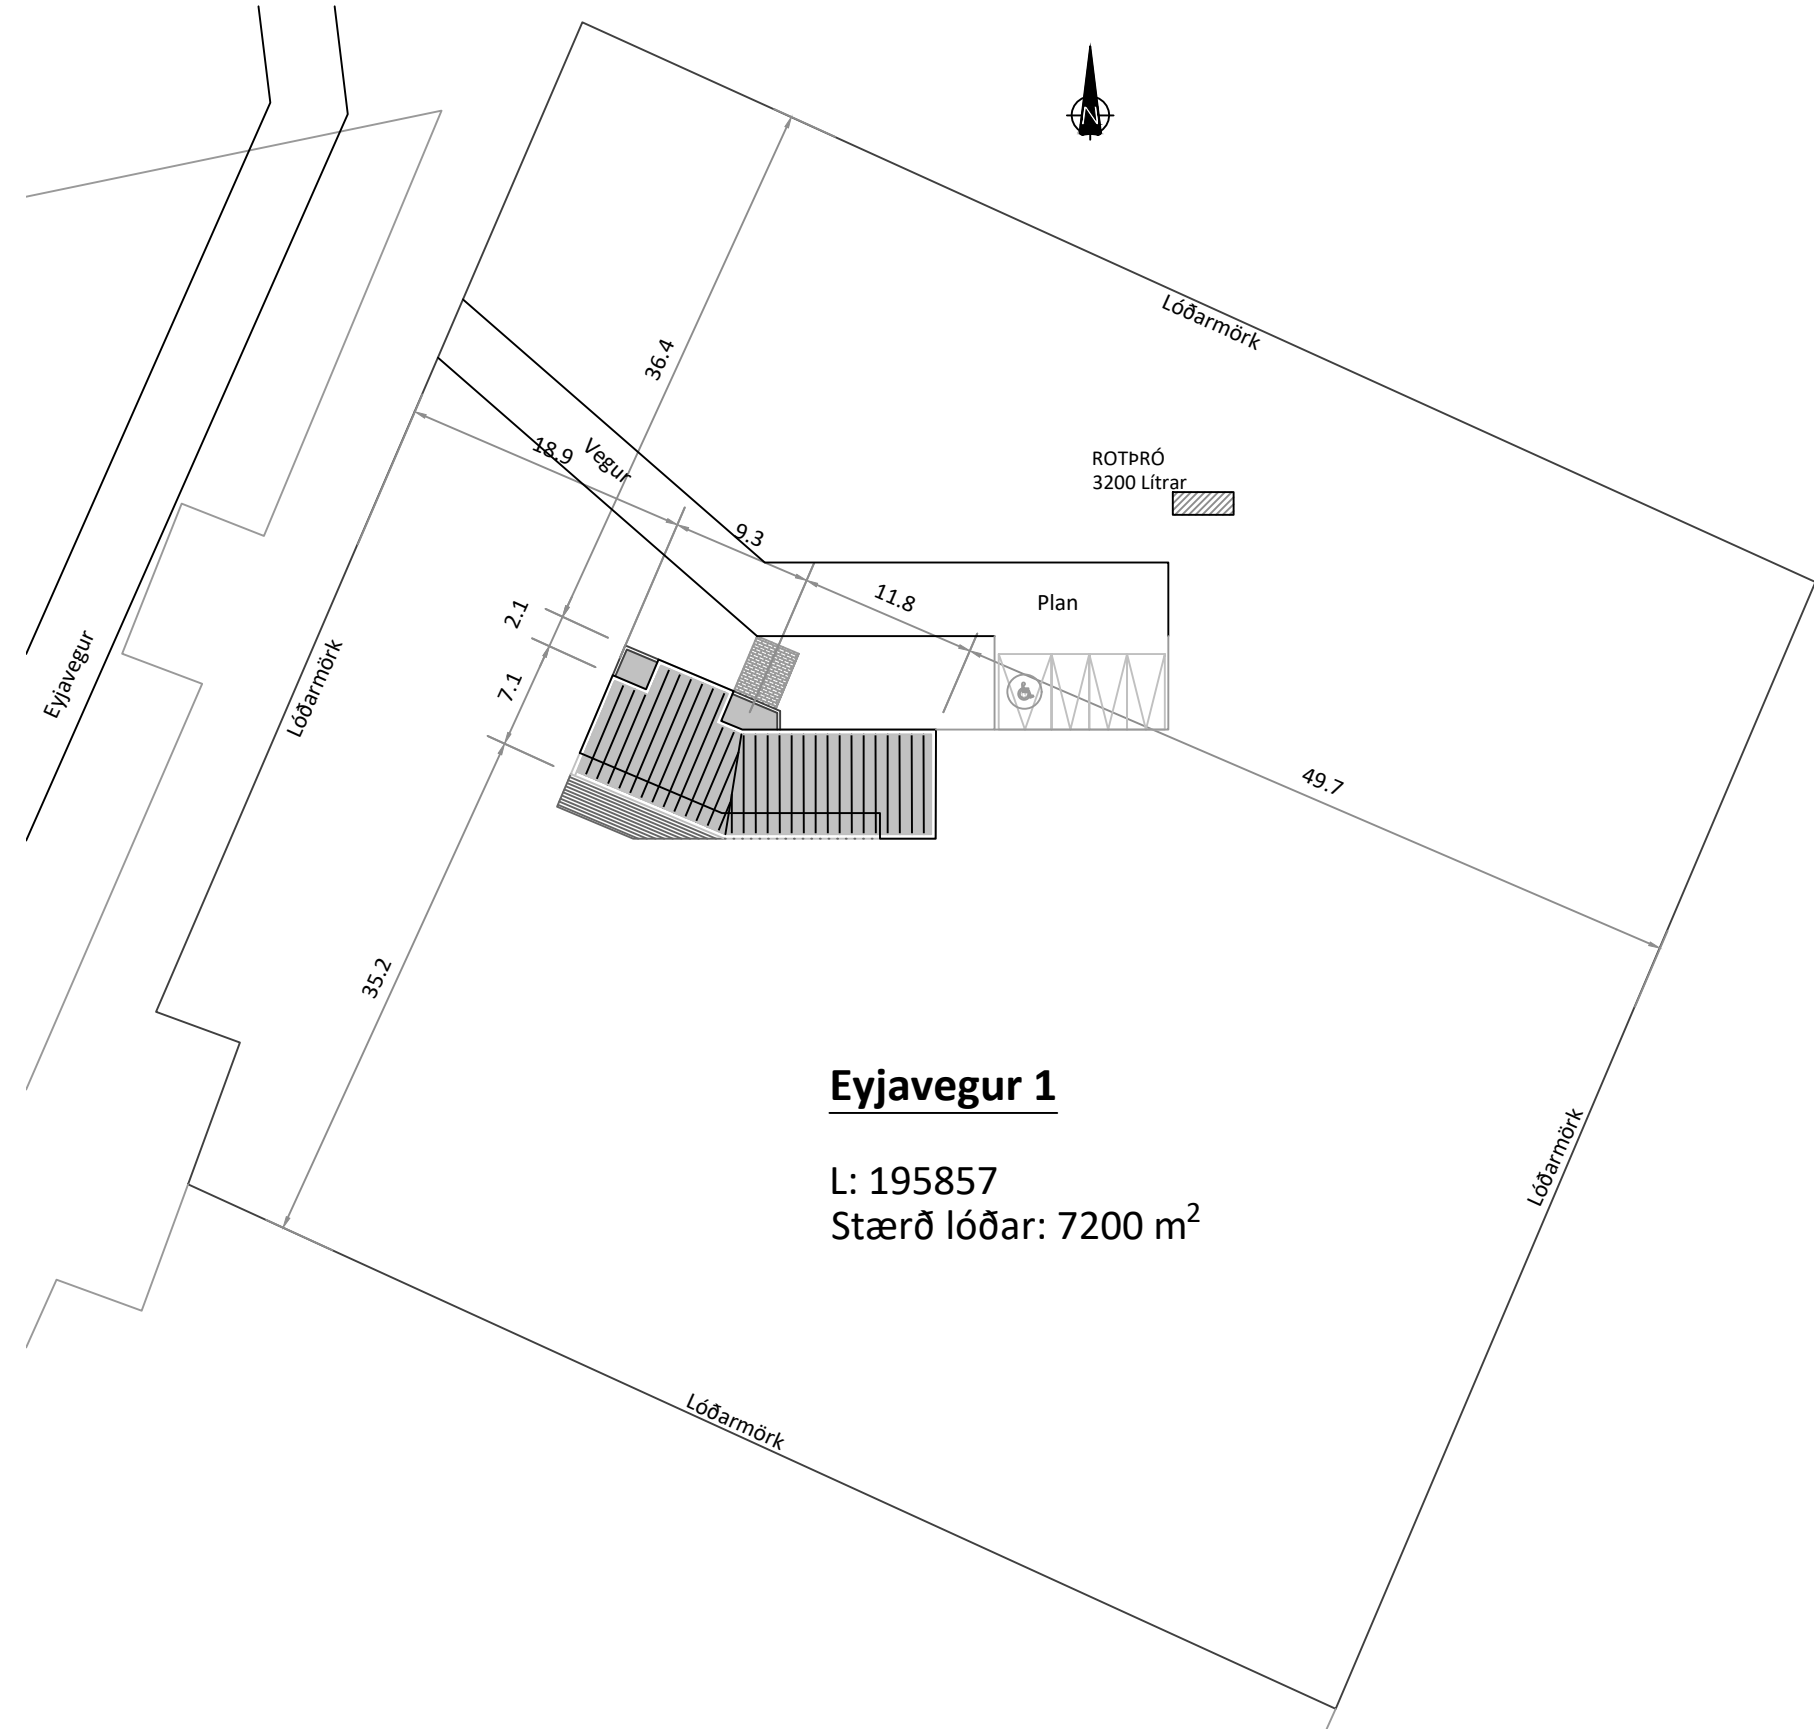 N
36.4
Lóðarmörk
18.9
Vegur
ROTÞRÓ
3200 Lítrar
9.3
11.8
Plan
2.1
Eyjavegur
Lóðarmörk
7.1
49.7
35.2
Eyjavegur 1
L: 195857
Stærð lóðar: 7200 m²
Lóðarmörk
Lóðarmörk